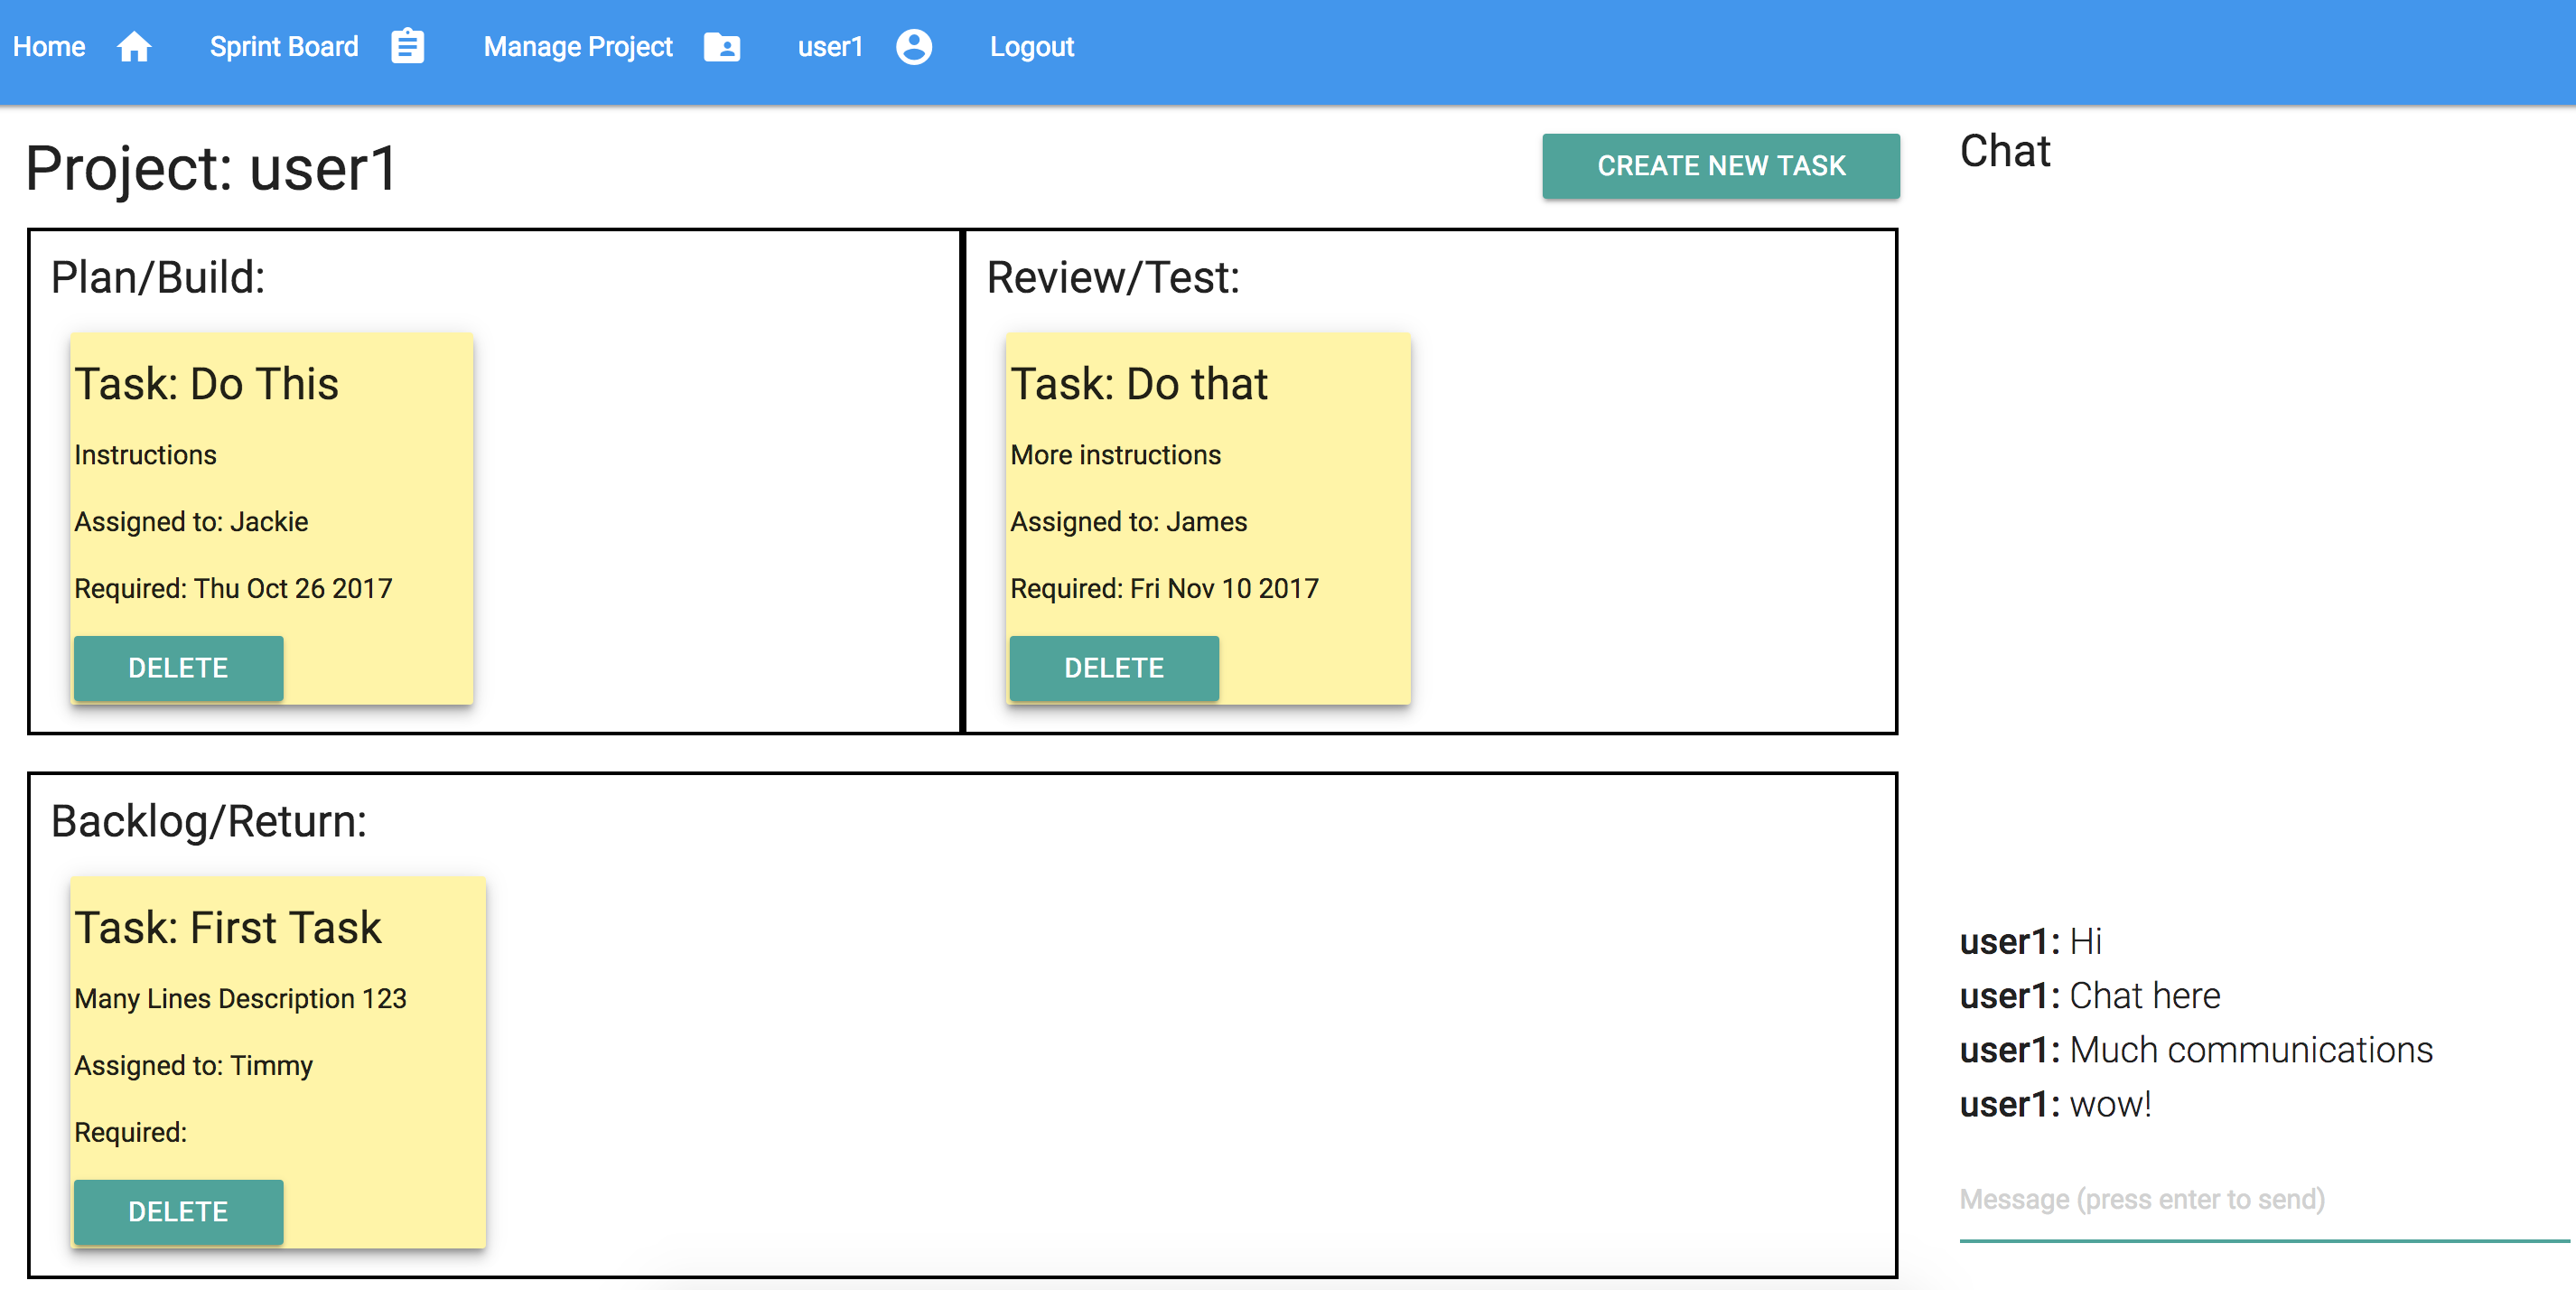 Home Sprint Board Manage Project user1 Logout
Project: user1
CREATE NEW TASK
Plan/Build:
Task: Do This
Instructions
Assigned to: Jackie
Required: Thu Oct 26 2017
DELETE
Review/Test:
Task: Do that
More instructions
Assigned to: James
Required: Fri Nov 10 2017
DELETE
Backlog/Return:
Task: First Task
Many Lines Description 123
Assigned to: Timmy
Required:
DELETE
Chat
user1: Hi
user1: Chat here
user1: Much communications
user1: wow!
Message (press enter to send)